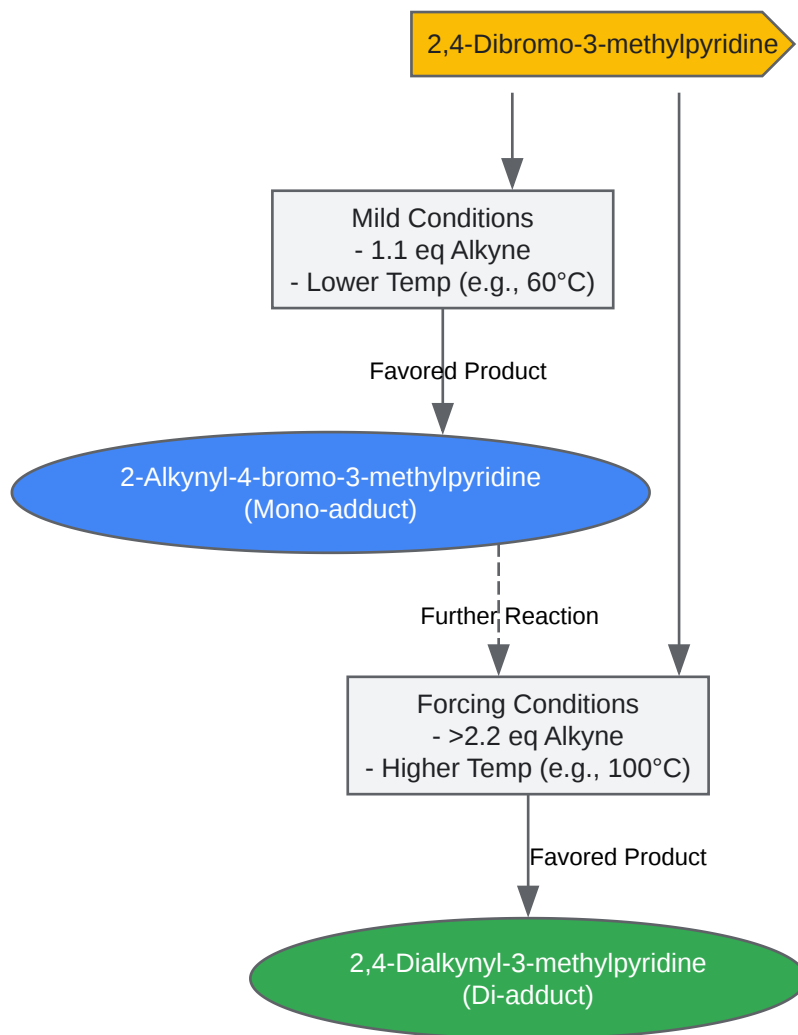 2,4-Dibromo-3-methylpyridine
Mild Conditions
- 1.1 eq Alkyne
- Lower Temp (e.g., 60°C)
Favored Product
2-Alkynyl-4-bromo-3-methylpyridine
(Mono-adduct)
Further Reaction
Forcing Conditions
- >2.2 eq Alkyne
- Higher Temp (e.g., 100°C)
Favored Product
2,4-Dialkynyl-3-methylpyridine
(Di-adduct)